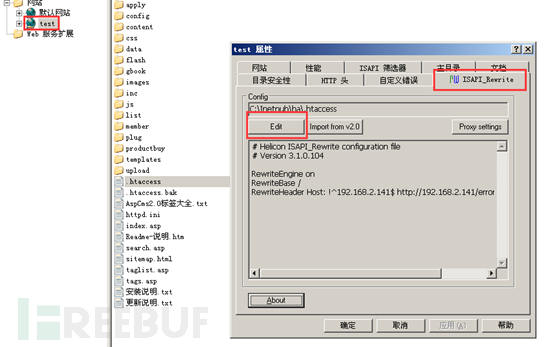 网站
默认网站
test
Web 服务扩展
apply
config
content
css
data
flash
gbook
images
inc
js
list
member
plug
productbuy
templates
upload
.htaccess
.htaccess.bak
AspCms2.0标签大全.txt
httpd.ini
index.asp
Readme-说明.htm
search.asp
sitemap.html
taglist.asp
tags.asp
安装说明.txt
更新说明.txt
test 属性
网站 性能 ISAPI 筛选器 主目录 文档
目录安全性 HTTP 头 自定义错误 ISAPI_Rewrite
Config
C:\Inetpub\ba\.htaccess
Edit Import from v2.0 Proxy settings
# Helicon ISAPI_Rewrite configuration file
# Version 3.1.0.104
RewriteEngine on
RewriteBase /
RewriteHeader Host: !^192.168.2.141$ http://192.168.2.141/error
About
确定 取消 应用(A) 帮助
FREEBUF